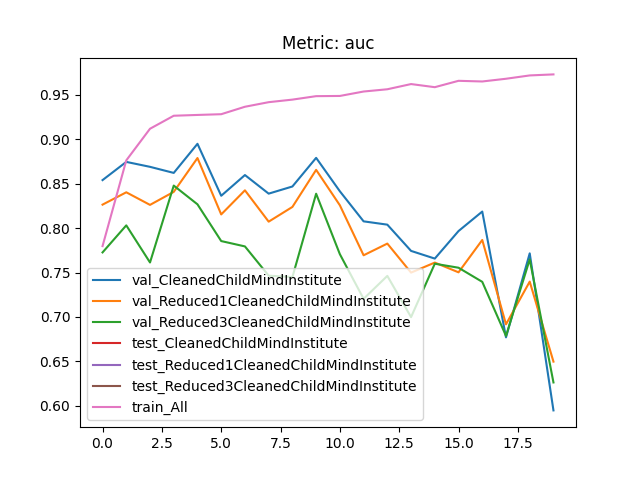 Metric: auc
0.95
0.90
0.85
0.80
0.75
0.70
0.65
0.60
val_CleanedChildMindInstitute
val_Reduced1CleanedChildMindInstitute
val_Reduced3CleanedChildMindInstitute
test_CleanedChildMindInstitute
test_Reduced1CleanedChildMindInstitute
test_Reduced3CleanedChildMindInstitute
train_All
0.0 2.5 5.0 7.5 10.0 12.5 15.0 17.5